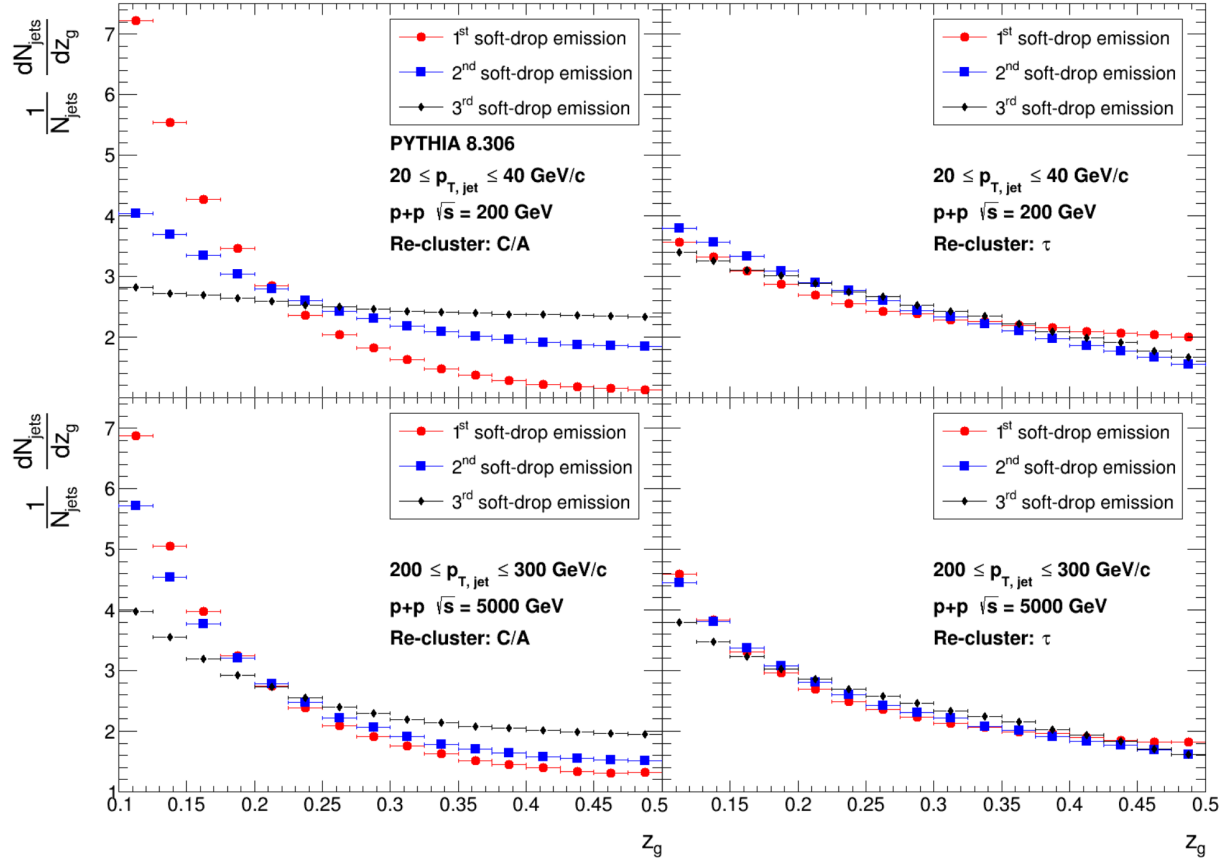 1/N_jets dN_jets/dz_g
7
6
5
4
3
2
1st soft-drop emission
2nd soft-drop emission
3rd soft-drop emission
PYTHIA 8.306
20 ≤ p_T, jet ≤ 40 GeV/c
p+p √s = 200 GeV
Re-cluster: C/A
1st soft-drop emission
2nd soft-drop emission
3rd soft-drop emission
20 ≤ p_T, jet ≤ 40 GeV/c
p+p √s = 200 GeV
Re-cluster: τ
1/N_jets dN_jets/dz_g
7
6
5
4
3
2
1
1st soft-drop emission
2nd soft-drop emission
3rd soft-drop emission
200 ≤ p_T, jet ≤ 300 GeV/c
p+p √s = 5000 GeV
Re-cluster: C/A
0.1 0.15 0.2 0.25 0.3 0.35 0.4 0.45 0.5
z_g
1st soft-drop emission
2nd soft-drop emission
3rd soft-drop emission
200 ≤ p_T, jet ≤ 300 GeV/c
p+p √s = 5000 GeV
Re-cluster: τ
0.15 0.2 0.25 0.3 0.35 0.4 0.45 0.5
z_g